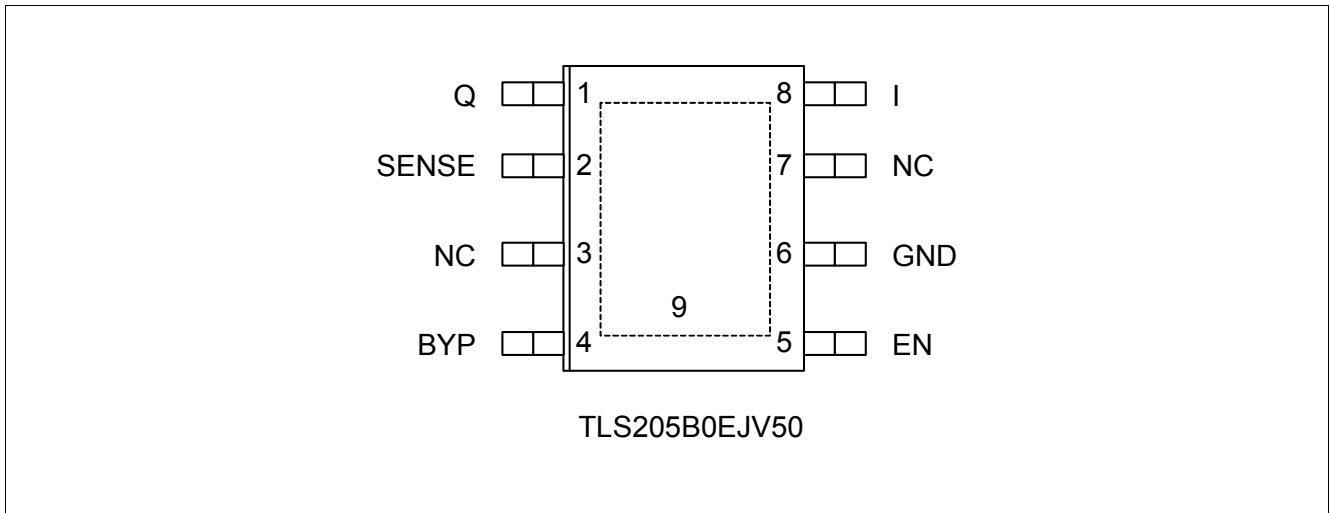 Q 1 8 I
SENSE 2 7 NC
NC 3 6 GND
9
BYP 4 5 EN
TLS205B0EJV50